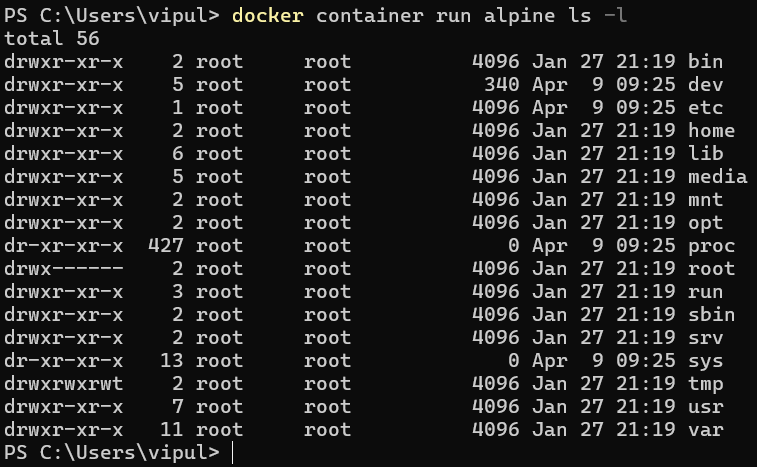 PS C:\Users\vipul> docker container run alpine ls -l
total 56
drwxr-xr-x    2 root     root          4096 Jan 27 21:19 bin
drwxr-xr-x    5 root     root           340 Apr  9 09:25 dev
drwxr-xr-x    1 root     root          4096 Apr  9 09:25 etc
drwxr-xr-x    2 root     root          4096 Jan 27 21:19 home
drwxr-xr-x    6 root     root          4096 Jan 27 21:19 lib
drwxr-xr-x    5 root     root          4096 Jan 27 21:19 media
drwxr-xr-x    2 root     root          4096 Jan 27 21:19 mnt
drwxr-xr-x    2 root     root          4096 Jan 27 21:19 opt
dr-xr-xr-x  427 root     root             0 Apr  9 09:25 proc
drwx------    2 root     root          4096 Jan 27 21:19 root
drwxr-xr-x    3 root     root          4096 Jan 27 21:19 run
drwxr-xr-x    2 root     root          4096 Jan 27 21:19 sbin
drwxr-xr-x    2 root     root          4096 Jan 27 21:19 srv
dr-xr-xr-x   13 root     root             0 Apr  9 09:25 sys
drwxrwxrwt    2 root     root          4096 Jan 27 21:19 tmp
drwxr-xr-x    7 root     root          4096 Jan 27 21:19 usr
drwxr-xr-x   11 root     root          4096 Jan 27 21:19 var
PS C:\Users\vipul>